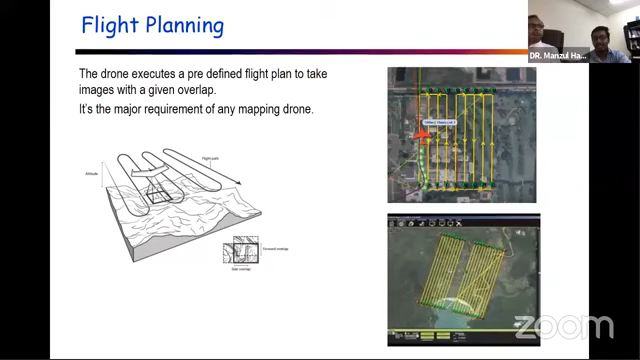 Flight Planning
DR. Manzul Ha...
The drone executes a pre defined flight plan to take
images with a given overlap.
It's the major requirement of any mapping drone.
Flight path
Altitude
Forward overlap
Side overlap
zoom